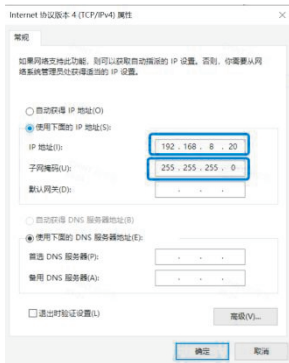 Internet 协议版本 4 (TCP/IPv4) 属性
常规
如果网络支持此功能，则可以获取自动指派的 IP 设置。否则，你需要从网
络系统管理员处获得适当的 IP 设置。
自动获得 IP 地址(O)
使用下面的 IP 地址(S):
IP 地址(I): 192 . 168 . 8 . 20
子网掩码(U): 255 . 255 . 255 . 0
默认网关(D): . . .
自动获得 DNS 服务器地址(B)
使用下面的 DNS 服务器地址(E):
首选 DNS 服务器(P): . . .
备用 DNS 服务器(A): . . .
退出时验证设置(L)
高级(V)...
确定 取消